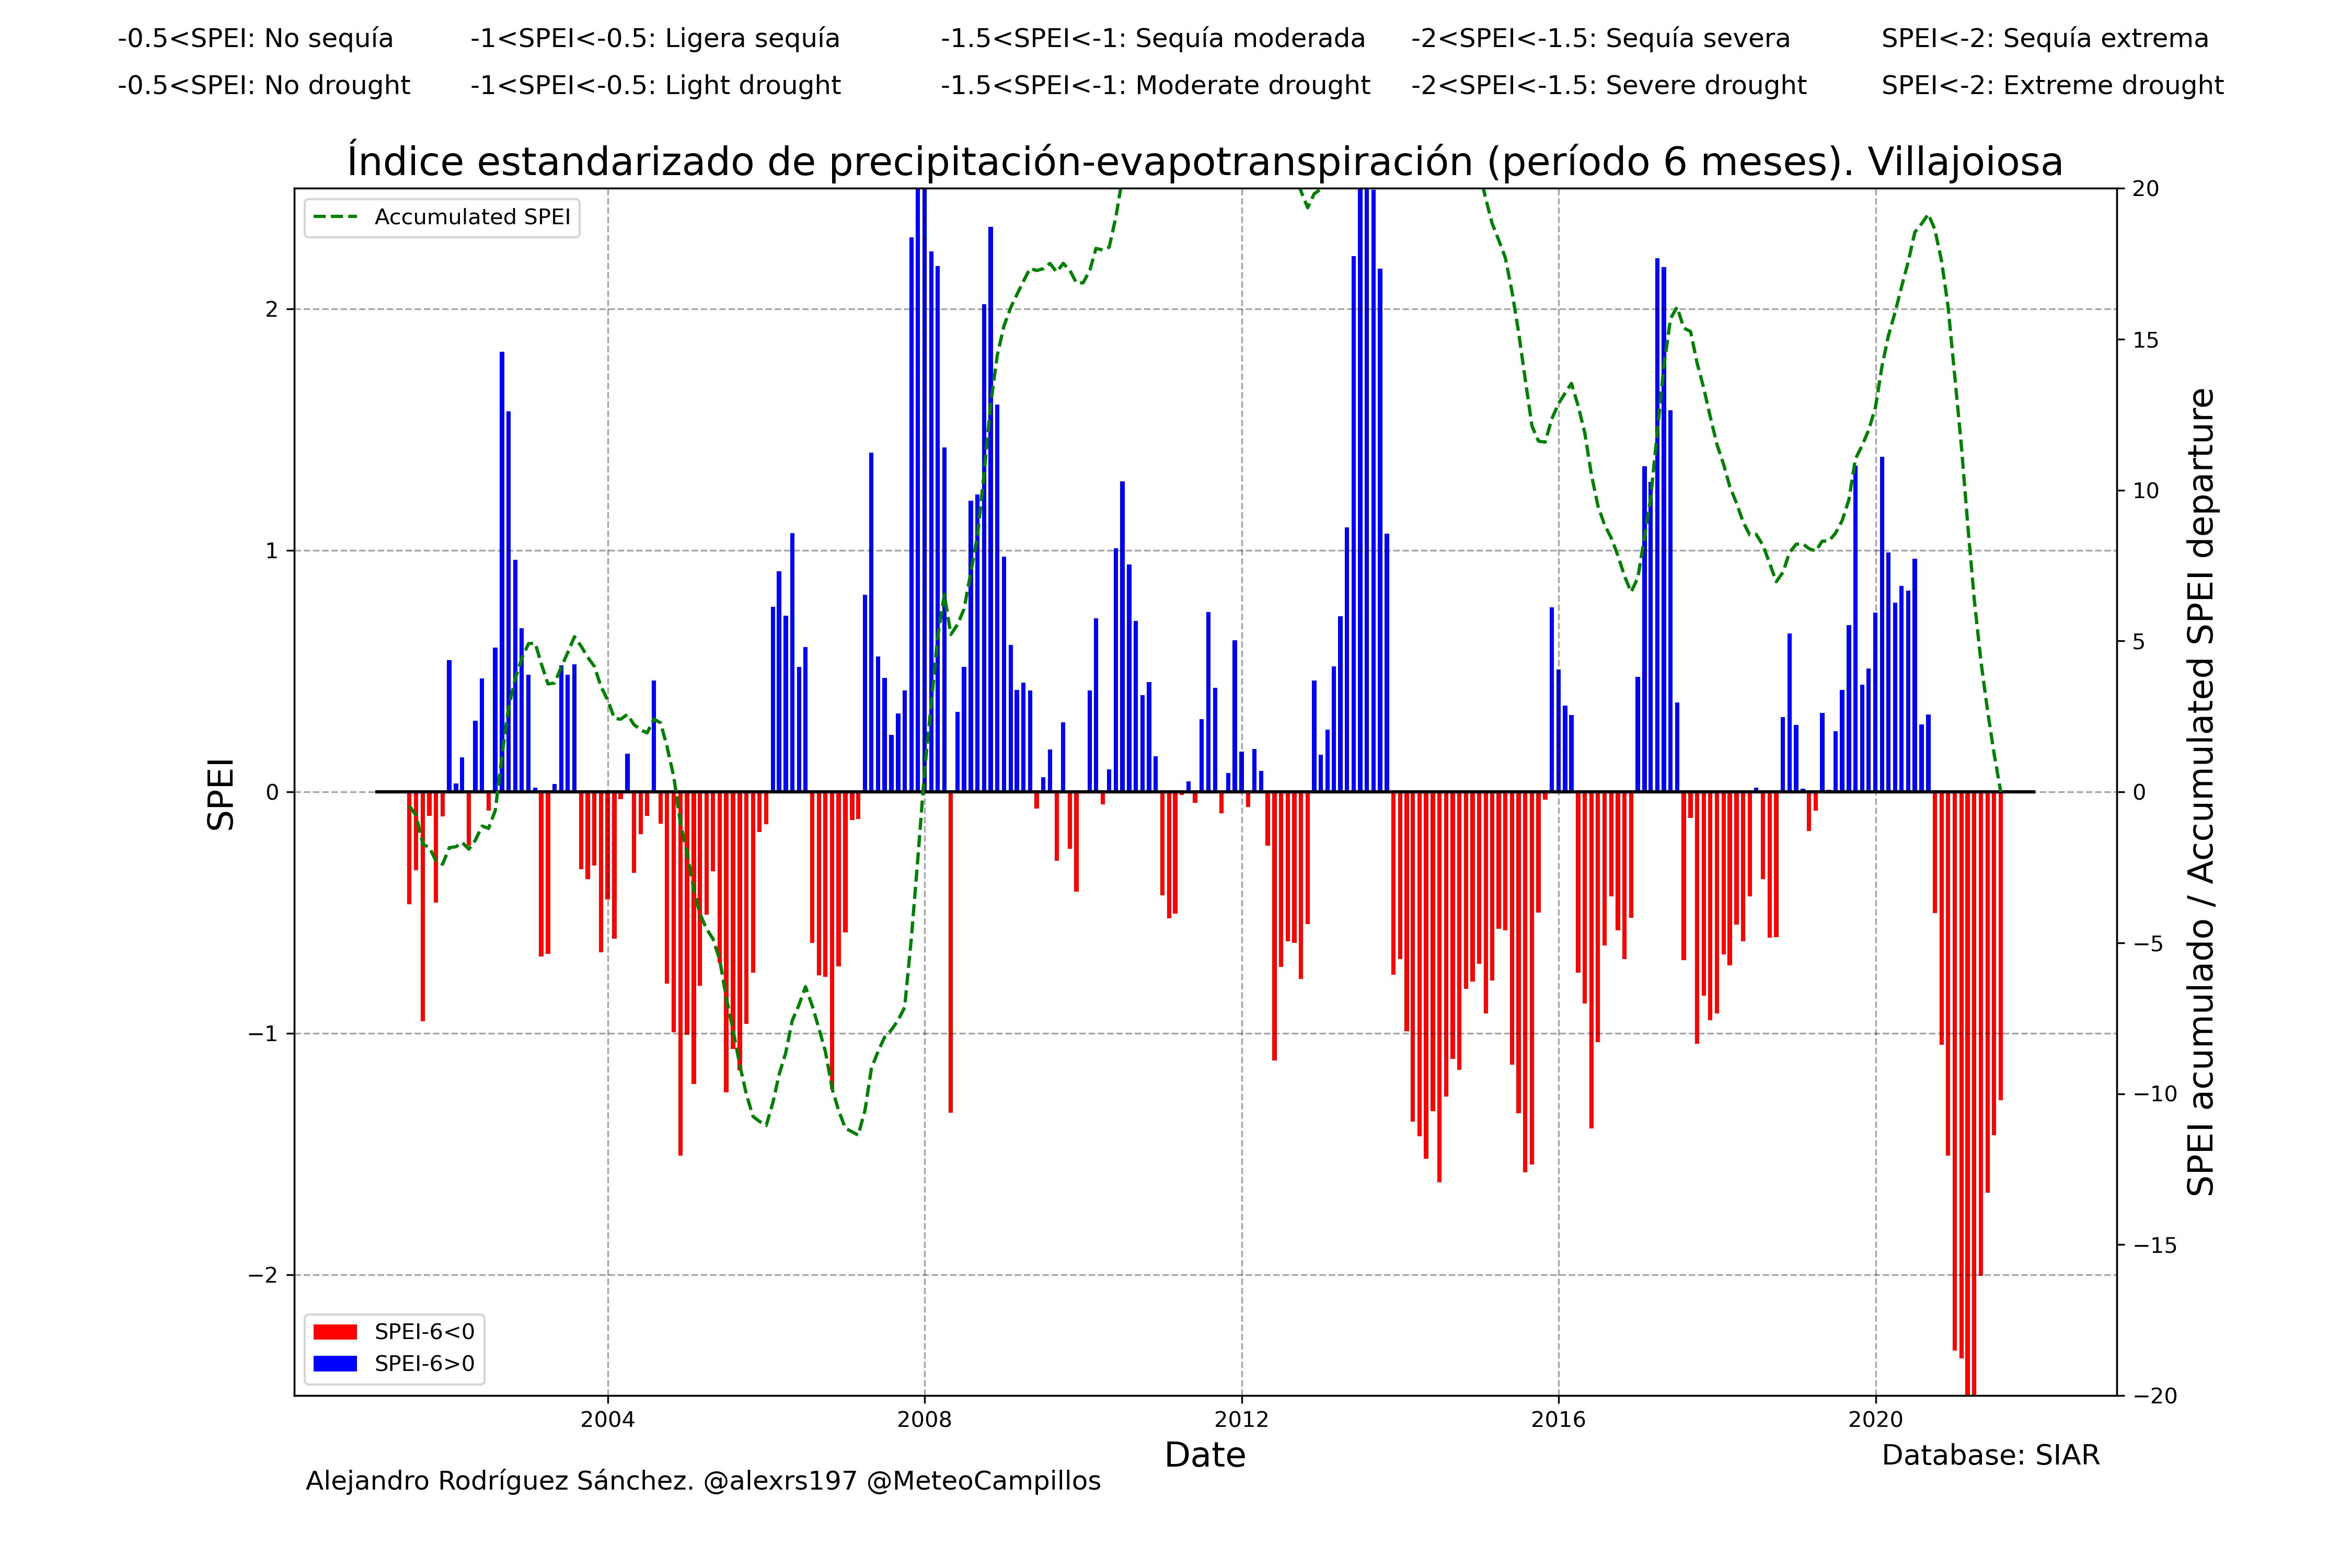 -0.5<SPEI: No sequía -1<SPEI<-0.5: Ligera sequía -1.5<SPEI<-1: Sequía moderada -2<SPEI<-1.5: Sequía severa SPEI<-2: Sequía extrema
-0.5<SPEI: No drought -1<SPEI<-0.5: Light drought -1.5<SPEI<-1: Moderate drought -2<SPEI<-1.5: Severe drought SPEI<-2: Extreme drought
Índice estandarizado de precipitación-evapotranspiración (período 6 meses). Villajoiosa
Accumulated SPEI
SPEI
2
1
0
−1
−2
20
15
10
5
0
−5
−10
−15
−20
SPEI acumulado / Accumulated SPEI departure
SPEI-6<0
SPEI-6>0
2004 2008 2012 2016 2020
Date
Database: SIAR
Alejandro Rodríguez Sánchez. @alexrs197 @MeteoCampillos